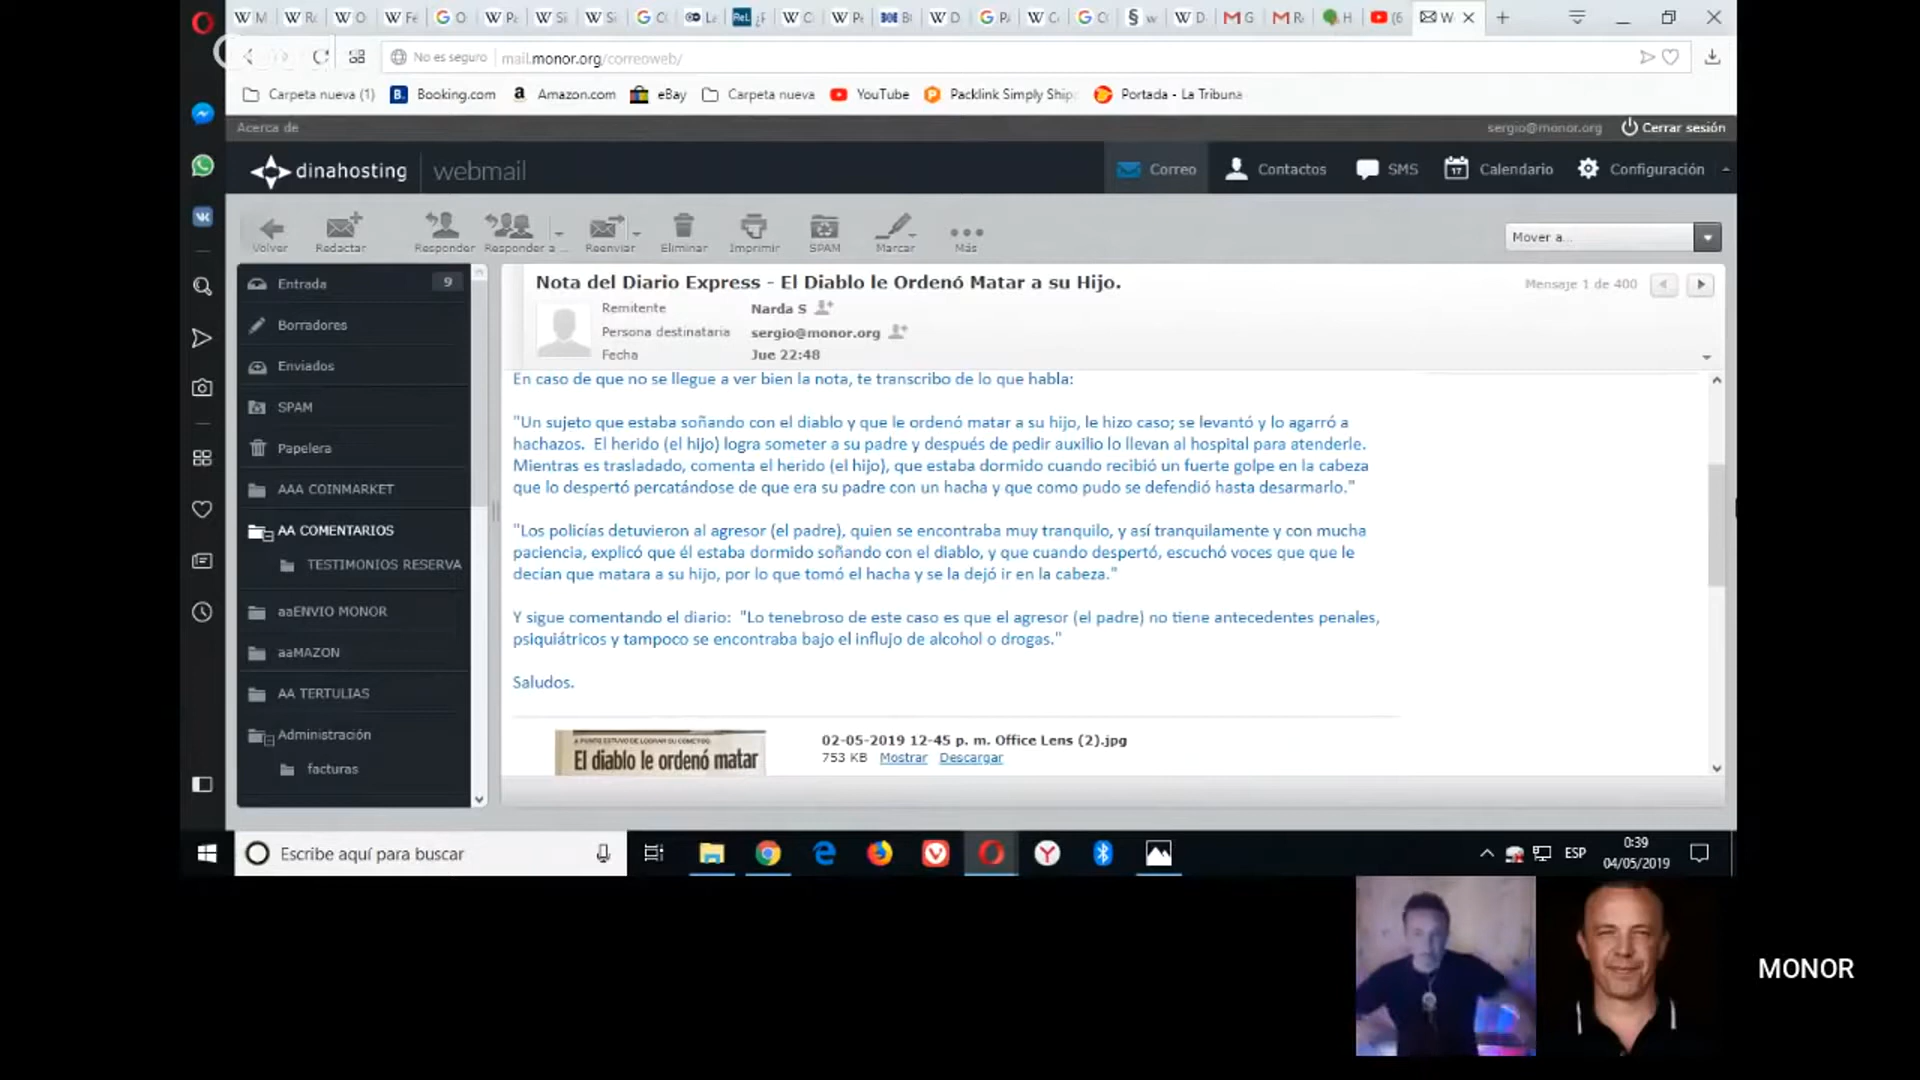 No es seguro
mail.monor.org/correoweb/
Carpeta nueva (1)
Booking.com
Amazon.com
eBay
Carpeta nueva
YouTube
Packlink Simply Ship
Portada - La Tribuna
Acerca de
sergio@monor.org
Cerrar sesión
dinahosting
webmail
Correo
Contactos
SMS
Calendario
Configuración
Volver
Redactar
Responder
Responder a ...
Reenviar
Eliminar
Imprimir
SPAM
Marcar
Más
Mover a...
Entrada
9
Borradores
Enviados
SPAM
Papelera
AAA COINMARKET
AA COMENTARIOS
TESTIMONIOS RESERVA
aaENVIO MONOR
aaMAZON
AA TERTULIAS
Administración
facturas
Nota del Diario Express - El Diablo le Ordenó Matar a su Hijo.
Mensaje 1 de 400
Remitente
Narda S
Persona destinataria
sergio@monor.org
Fecha
Jue 22:48
En caso de que no se llegue a ver bien la nota, te transcribo de lo que habla:
"Un sujeto que estaba soñando con el diablo y que le ordenó matar a su hijo, le hizo caso; se levantó y lo agarró a
hachazos. El herido (el hijo) logra someter a su padre y después de pedir auxilio lo llevan al hospital para atenderle.
Mientras es trasladado, comenta el herido (el hijo), que estaba dormido cuando recibió un fuerte golpe en la cabeza
que lo despertó percatándose de que era su padre con un hacha y que como pudo se defendió hasta desarmarlo."
"Los policías detuvieron al agresor (el padre), quien se encontraba muy tranquilo, y así tranquilamente y con mucha
paciencia, explicó que él estaba dormido soñando con el diablo, y que cuando despertó, escuchó voces que que le
decían que matara a su hijo, por lo que tomó el hacha y se la dejó ir en la cabeza."
Y sigue comentando el diario: "Lo tenebroso de este caso es que el agresor (el padre) no tiene antecedentes penales,
psiquiátricos y tampoco se encontraba bajo el influjo de alcohol o drogas."
Saludos.
A PUNTO ESTUVO DE LOGRAR SU COMETIDO
El diablo le ordenó matar
02-05-2019 12-45 p. m. Office Lens (2).jpg
753 KB Mostrar Descargar
Escribe aquí para buscar
ESP
0:39
04/05/2019
MONOR